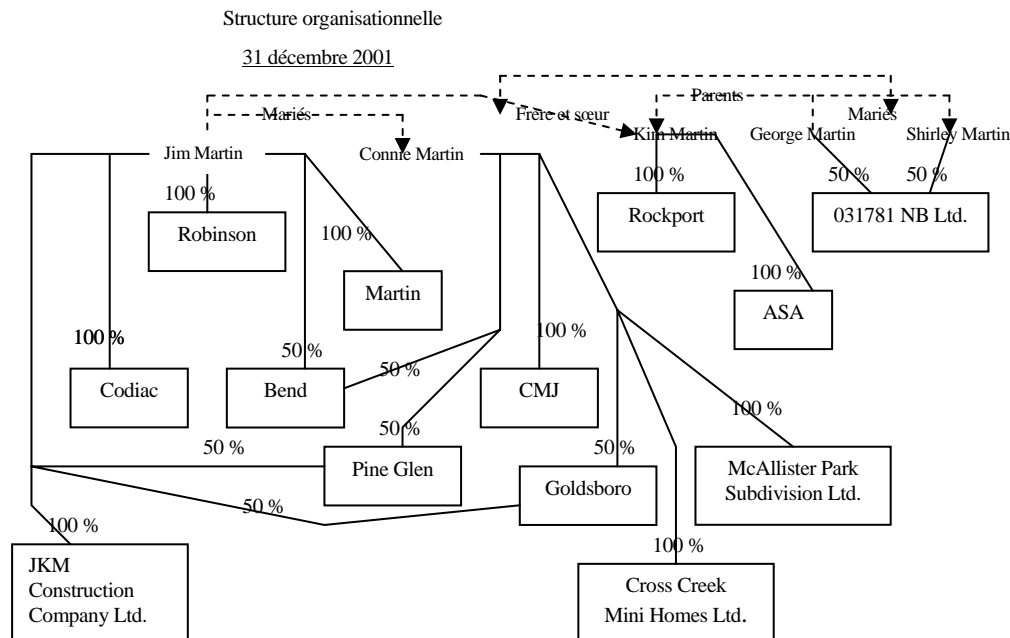 Structure organisationnelle
31 décembre 2001
Parents
Mariés
Frère et sœur
Mariés
Kim Martin
George Martin
Shirley Martin
Jim Martin
Connie Martin
100 %
50 %
50 %
100 %
Rockport
031781 NB Ltd.
Robinson
100 %
100 %
Martin
ASA
100 %
100 %
50 %
50 %
Codiac
Bend
CMJ
100 %
50 %
50 %
50 %
Pine Glen
McAllister Park
Subdivision Ltd.
Goldsboro
50 %
100 %
100 %
JKM
Construction
Company Ltd.
Cross Creek
Mini Homes Ltd.